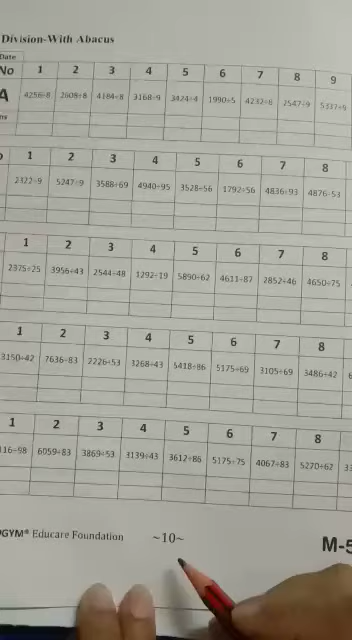 Division-With Abacus
Date
No 1 2 3 4 5 6 7 8 9
A 4256÷8 2608÷8 4184÷8 3168÷9 3424÷4 1990÷5 4232÷8 2547÷9 5337÷9
1 2 3 4 5 6 7 8
2322÷9 5247÷9 3588÷69 4940÷95 3528÷56 1792÷56 4836÷93 4876÷53
1 2 3 4 5 6 7 8
2375÷25 3956÷43 2544÷48 1292÷19 5890÷62 4611÷87 2852÷46 4650÷75
1 2 3 4 5 6 7 8
3150÷42 7636÷83 2226÷53 3268÷43 5418÷86 5175÷69 3105÷69 3486÷42
1 2 3 4 5 6 7 8
116÷98 6059÷83 3869÷53 3139÷43 3612÷86 5175÷75 4067÷83 5270÷62
OGYM® Educare Foundation ~10~ M-5